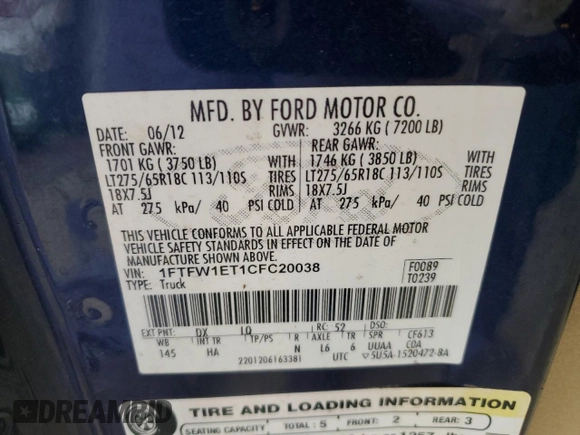 MFD. BY FORD MOTOR CO.
DATE: 06/12 GVWR: 3266 KG ( 7200 LB)
FRONT GAWR: REAR GAWR:
1701 KG ( 3750 LB) WITH 1746 KG ( 3850 LB) WITH
LT275/65R18C 113/110S TIRES LT275/65R18C 113/110S TIRES
18X7.5J RIMS 18X7.5J RIMS
AT 275 kPa/ 40 PSI COLD AT 275 kPa/ 40 PSI COLD
THIS VEHICLE CONFORMS TO ALL APPLICABLE FEDERAL MOTOR
VEHICLE SAFETY AND THEFT PREVENTION STANDARDS IN EFFECT ON THE DATE OF
MANUFACTURE SHOWN ABOVE.
VIN: 1FTFW1ET1CFC20038 F0089
TYPE: Truck T0239
EXT PNT: DX LQ RC: 52 DSO:
WB INT TR TP/PS R AXLE TR CF613
145 HA N L6 6 UUAA COA
2201206163381 UTC 5U5A-1520472-BA
TIRE AND LOADING INFORMATION
SEATING CAPACITY TOTAL: 5 FRONT: 2 REAR: 3
DREAMBID